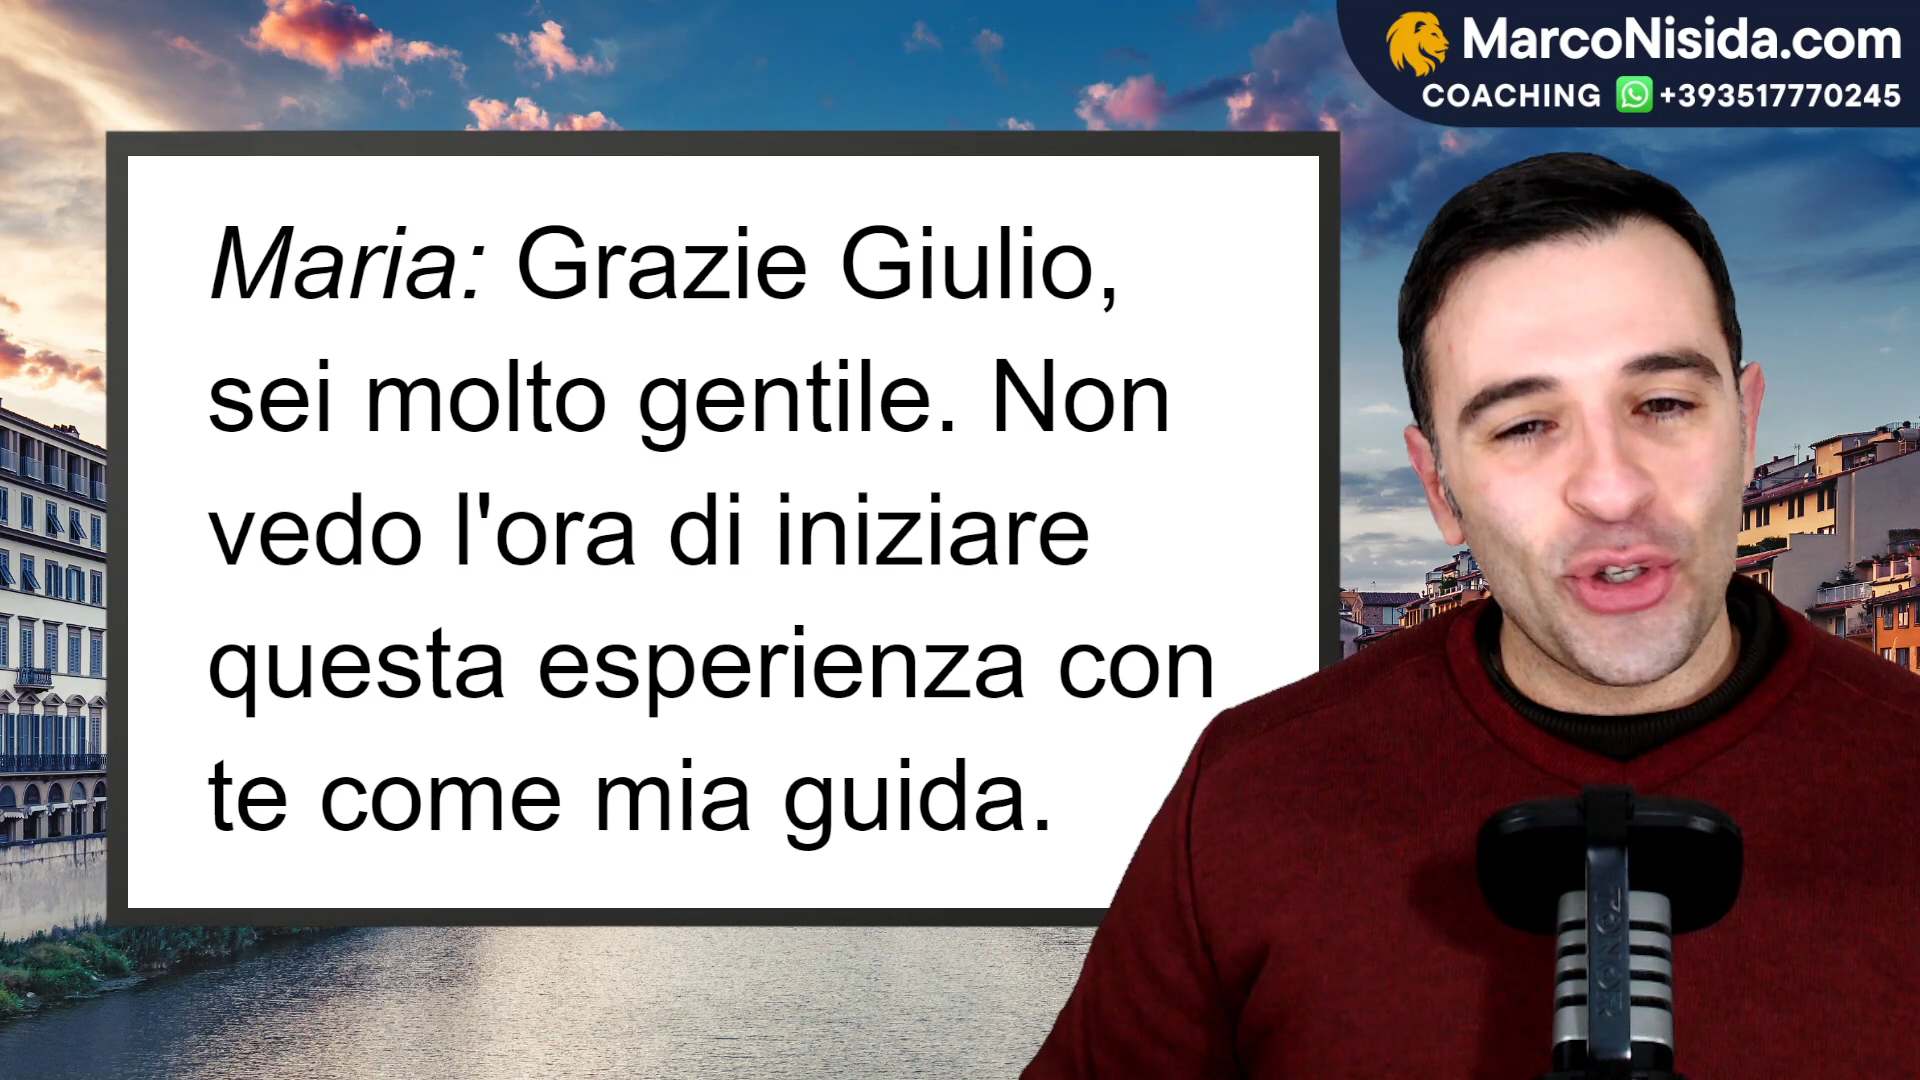 MarcoNisida.com
COACHING +393517770245
Maria: Grazie Giulio,
sei molto gentile. Non
vedo l'ora di iniziare
questa esperienza con
te come mia guida.
TONOR